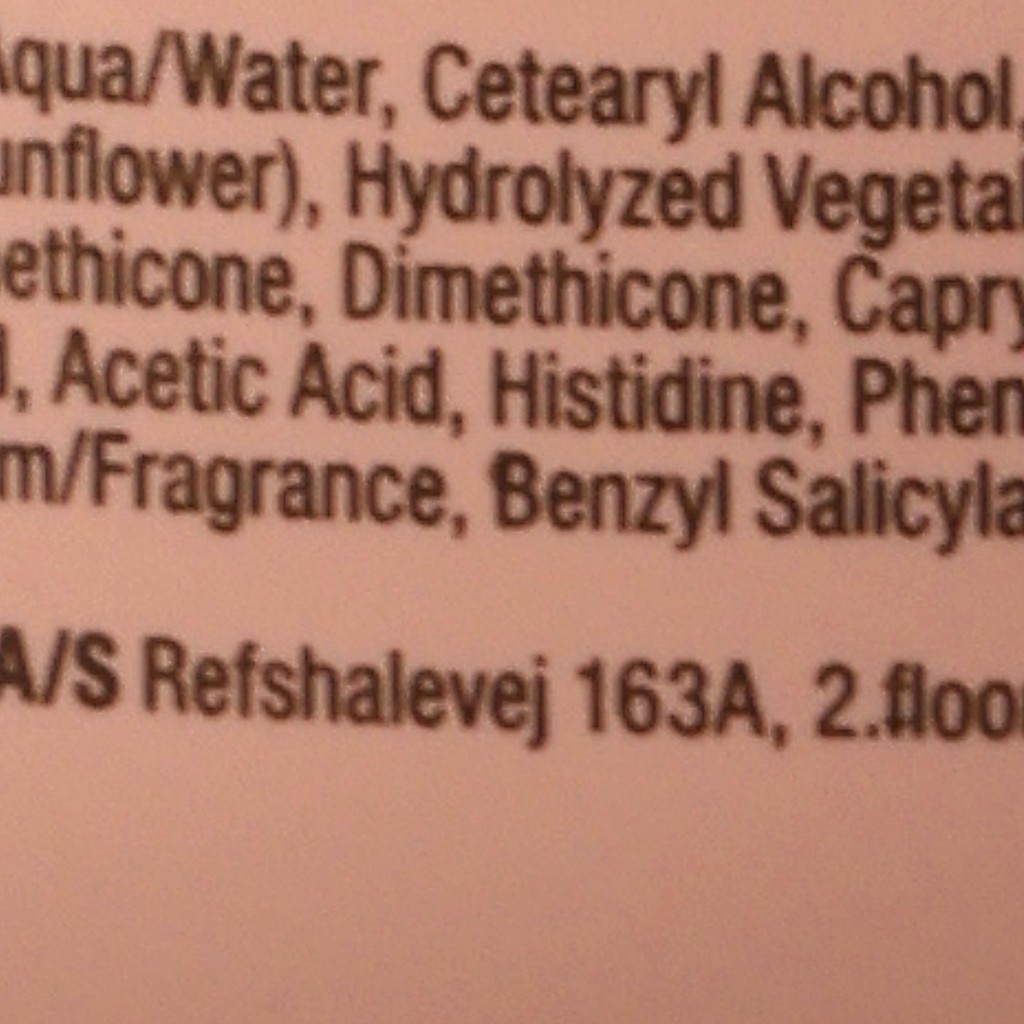 Aqua/Water, Cetearyl Alcohol,
unflower), Hydrolyzed Vegetal
ethicone, Dimethicone, Capry
l, Acetic Acid, Histidine, Phen
m/Fragrance, Benzyl Salicyla
A/S Refshalevej 163A, 2.floor